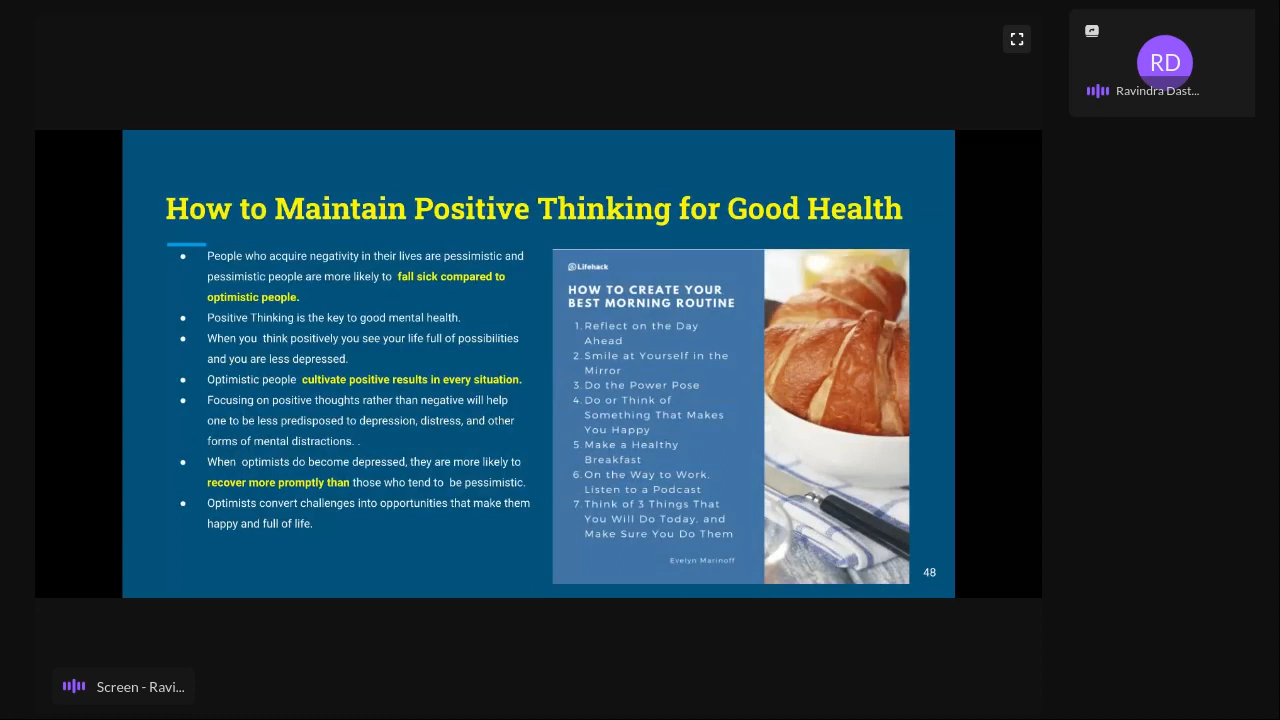 RD
Ravindra Dast...
How to Maintain Positive Thinking for Good Health
● People who acquire negativity in their lives are pessimistic and
pessimistic people are more likely to fall sick compared to
optimistic people.
● Positive Thinking is the key to good mental health.
● When you think positively you see your life full of possibilities
and you are less depressed.
● Optimistic people cultivate positive results in every situation.
● Focusing on positive thoughts rather than negative will help
one to be less predisposed to depression, distress, and other
forms of mental distractions. .
● When optimists do become depressed, they are more likely to
recover more promptly than those who tend to be pessimistic.
● Optimists convert challenges into opportunities that make them
happy and full of life.
Lifehack
HOW TO CREATE YOUR
BEST MORNING ROUTINE
1. Reflect on the Day
Ahead
2. Smile at Yourself in the
Mirror
3. Do the Power Pose
4. Do or Think of
Something That Makes
You Happy
5. Make a Healthy
Breakfast
6. On the Way to Work,
Listen to a Podcast
7. Think of 3 Things That
You Will Do Today, and
Make Sure You Do Them
Evelyn Marinoff
48
Screen - Ravi...